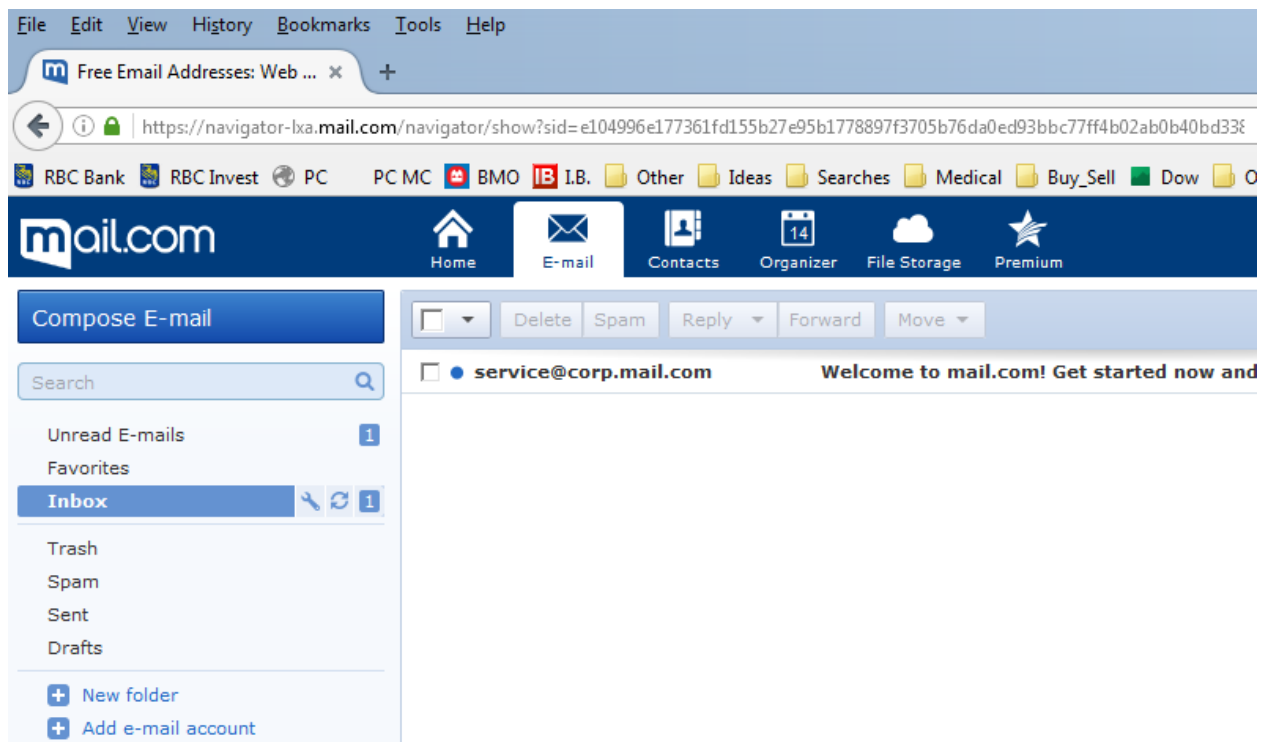 File Edit View History Bookmarks Tools Help
Free Email Addresses: Web ...
https://navigator-lxa.mail.com/navigator/show?sid=e104996e177361fd155b27e95b1778897f3705b76da0ed93bbc77ff4b02ab0b40bd338
RBC Bank RBC Invest PC PC MC BMO IB I.B. Other Ideas Searches Medical Buy_Sell Dow O
mail.com
14
Home E-mail Contacts Organizer File Storage Premium
Compose E-mail
Delete Spam Reply Forward Move
Search
service@corp.mail.com Welcome to mail.com! Get started now and
Unread E-mails 1
Favorites
Inbox 1
Trash
Spam
Sent
Drafts
New folder
Add e-mail account